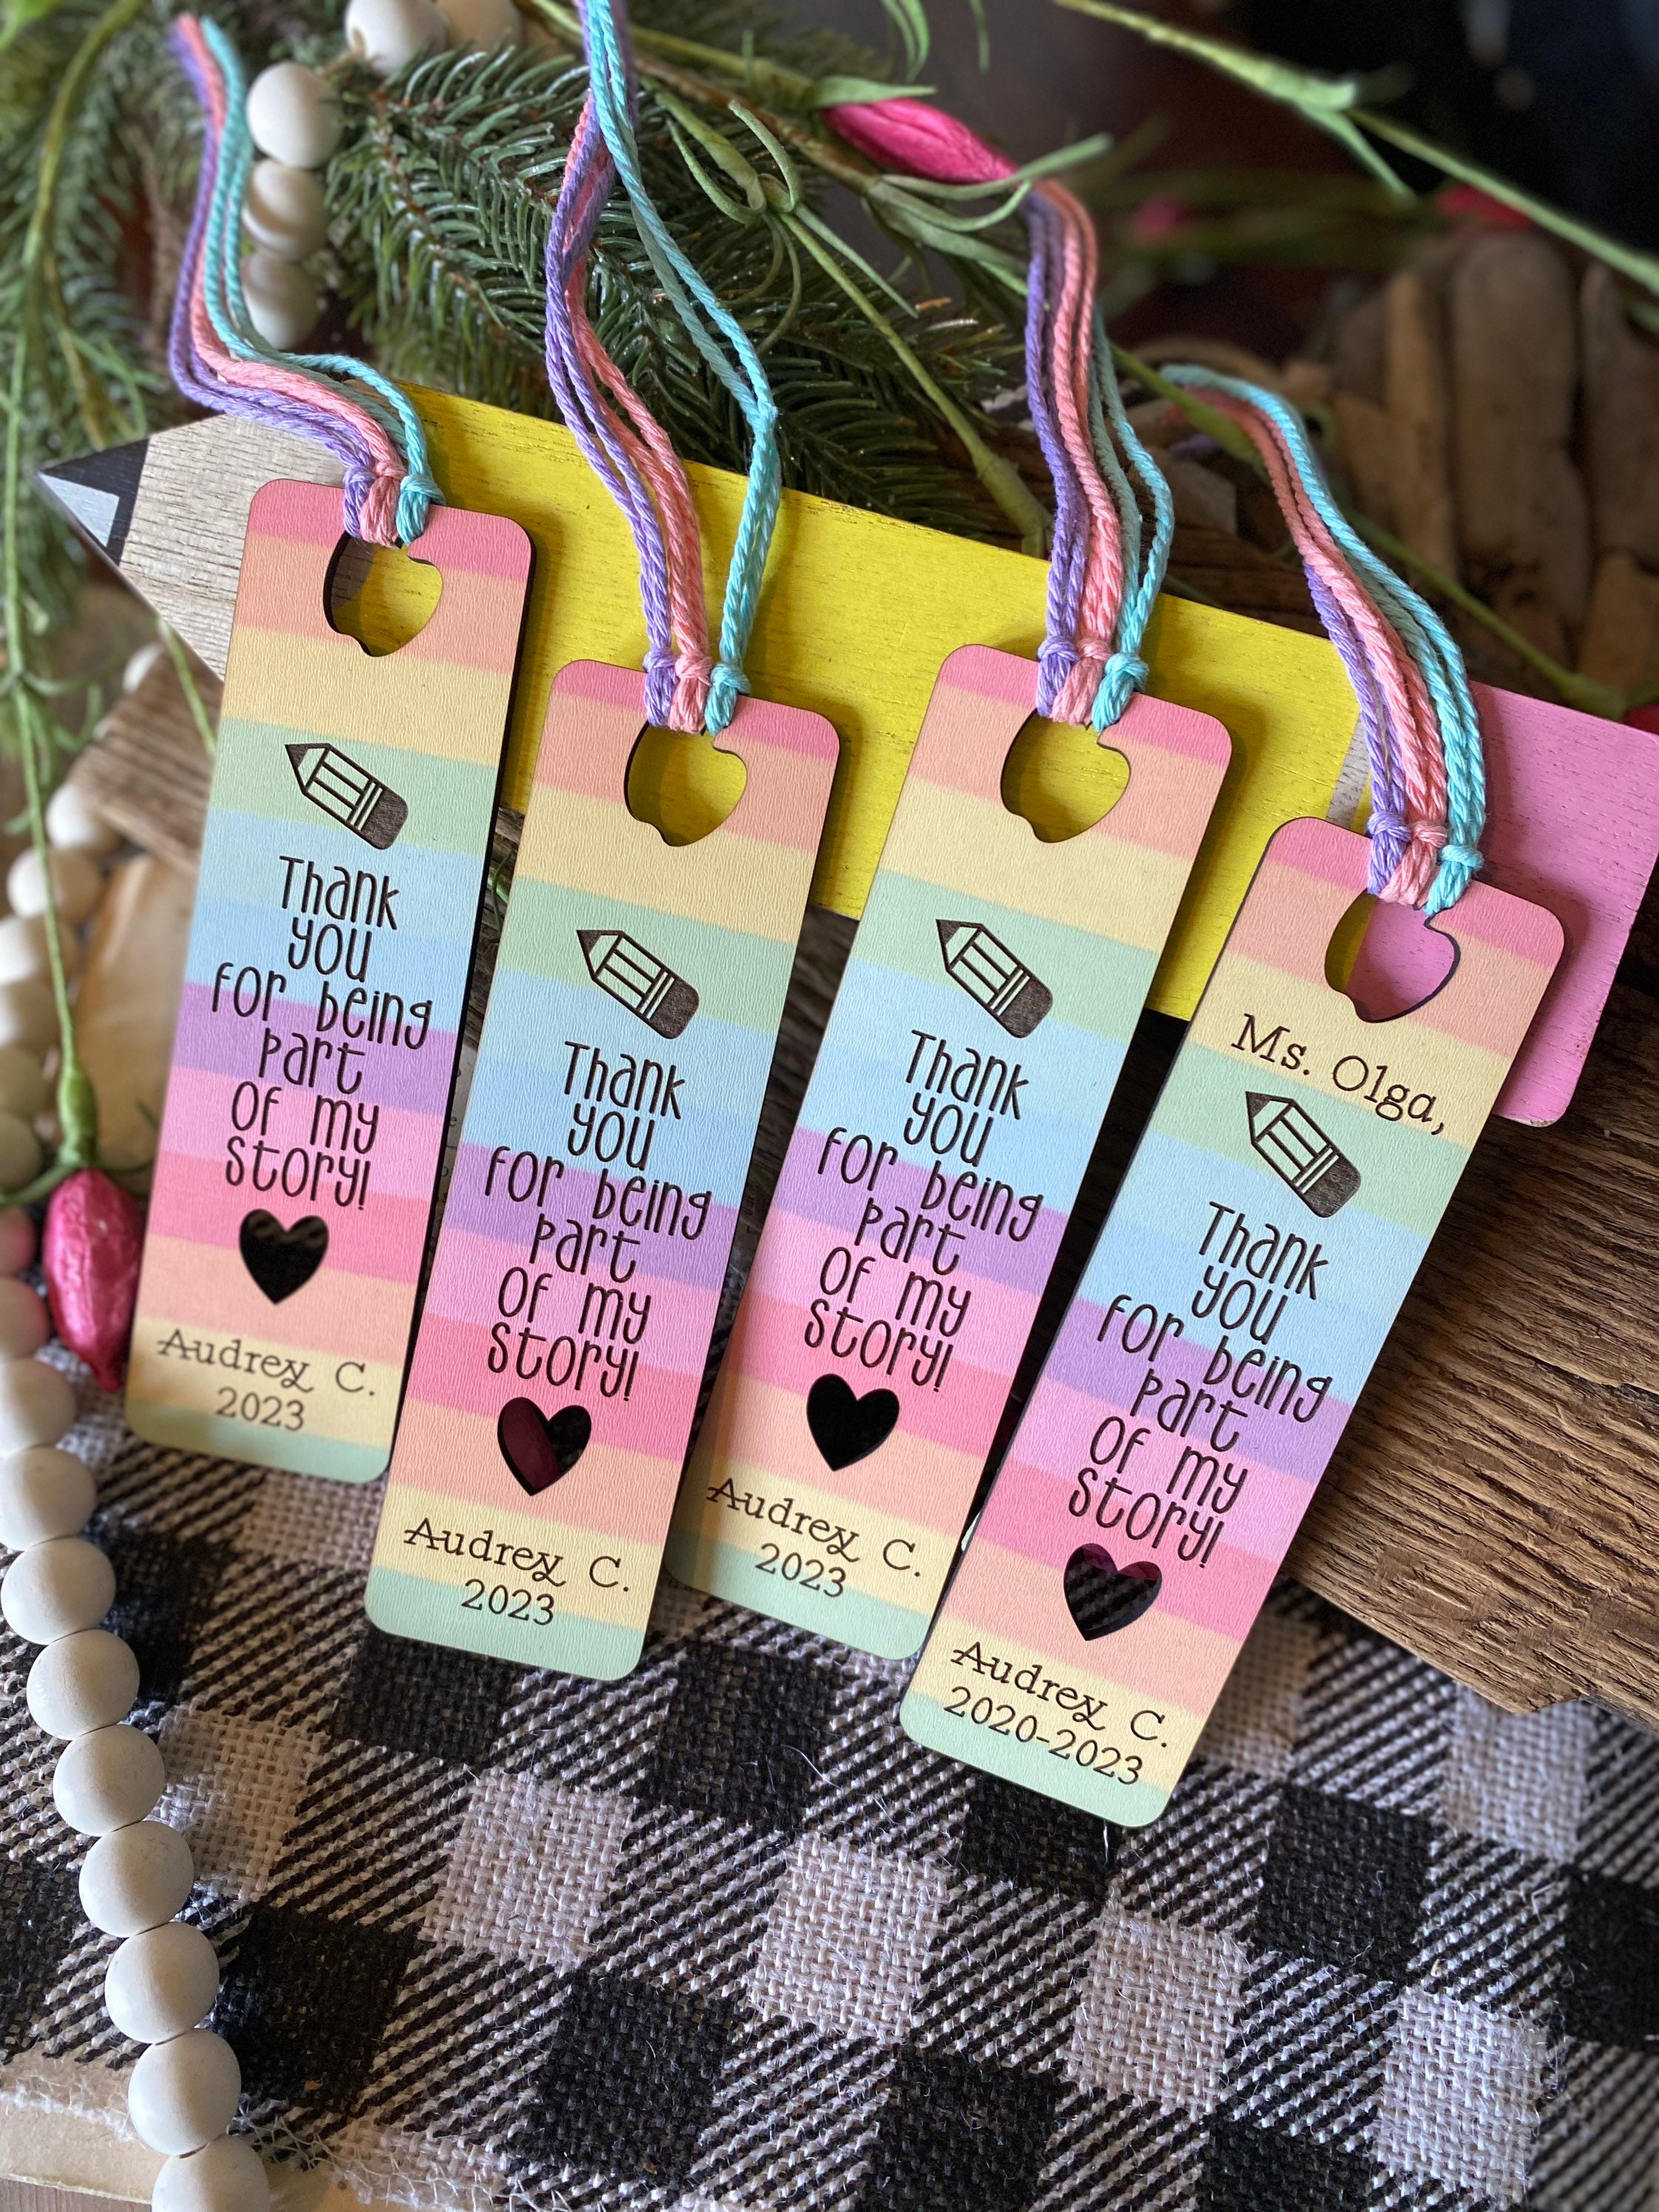 Thank
you
for being
part
of my
story!
Audrey C.
2023
Thank
you
for being
part
of my
story!
Audrey C.
2023
Thank
you
for being
part
of my
story!
Audrey C.
2023
Ms. Olga,
Thank
you
for being
part
of my
story!
Audrey C.
2020-2023